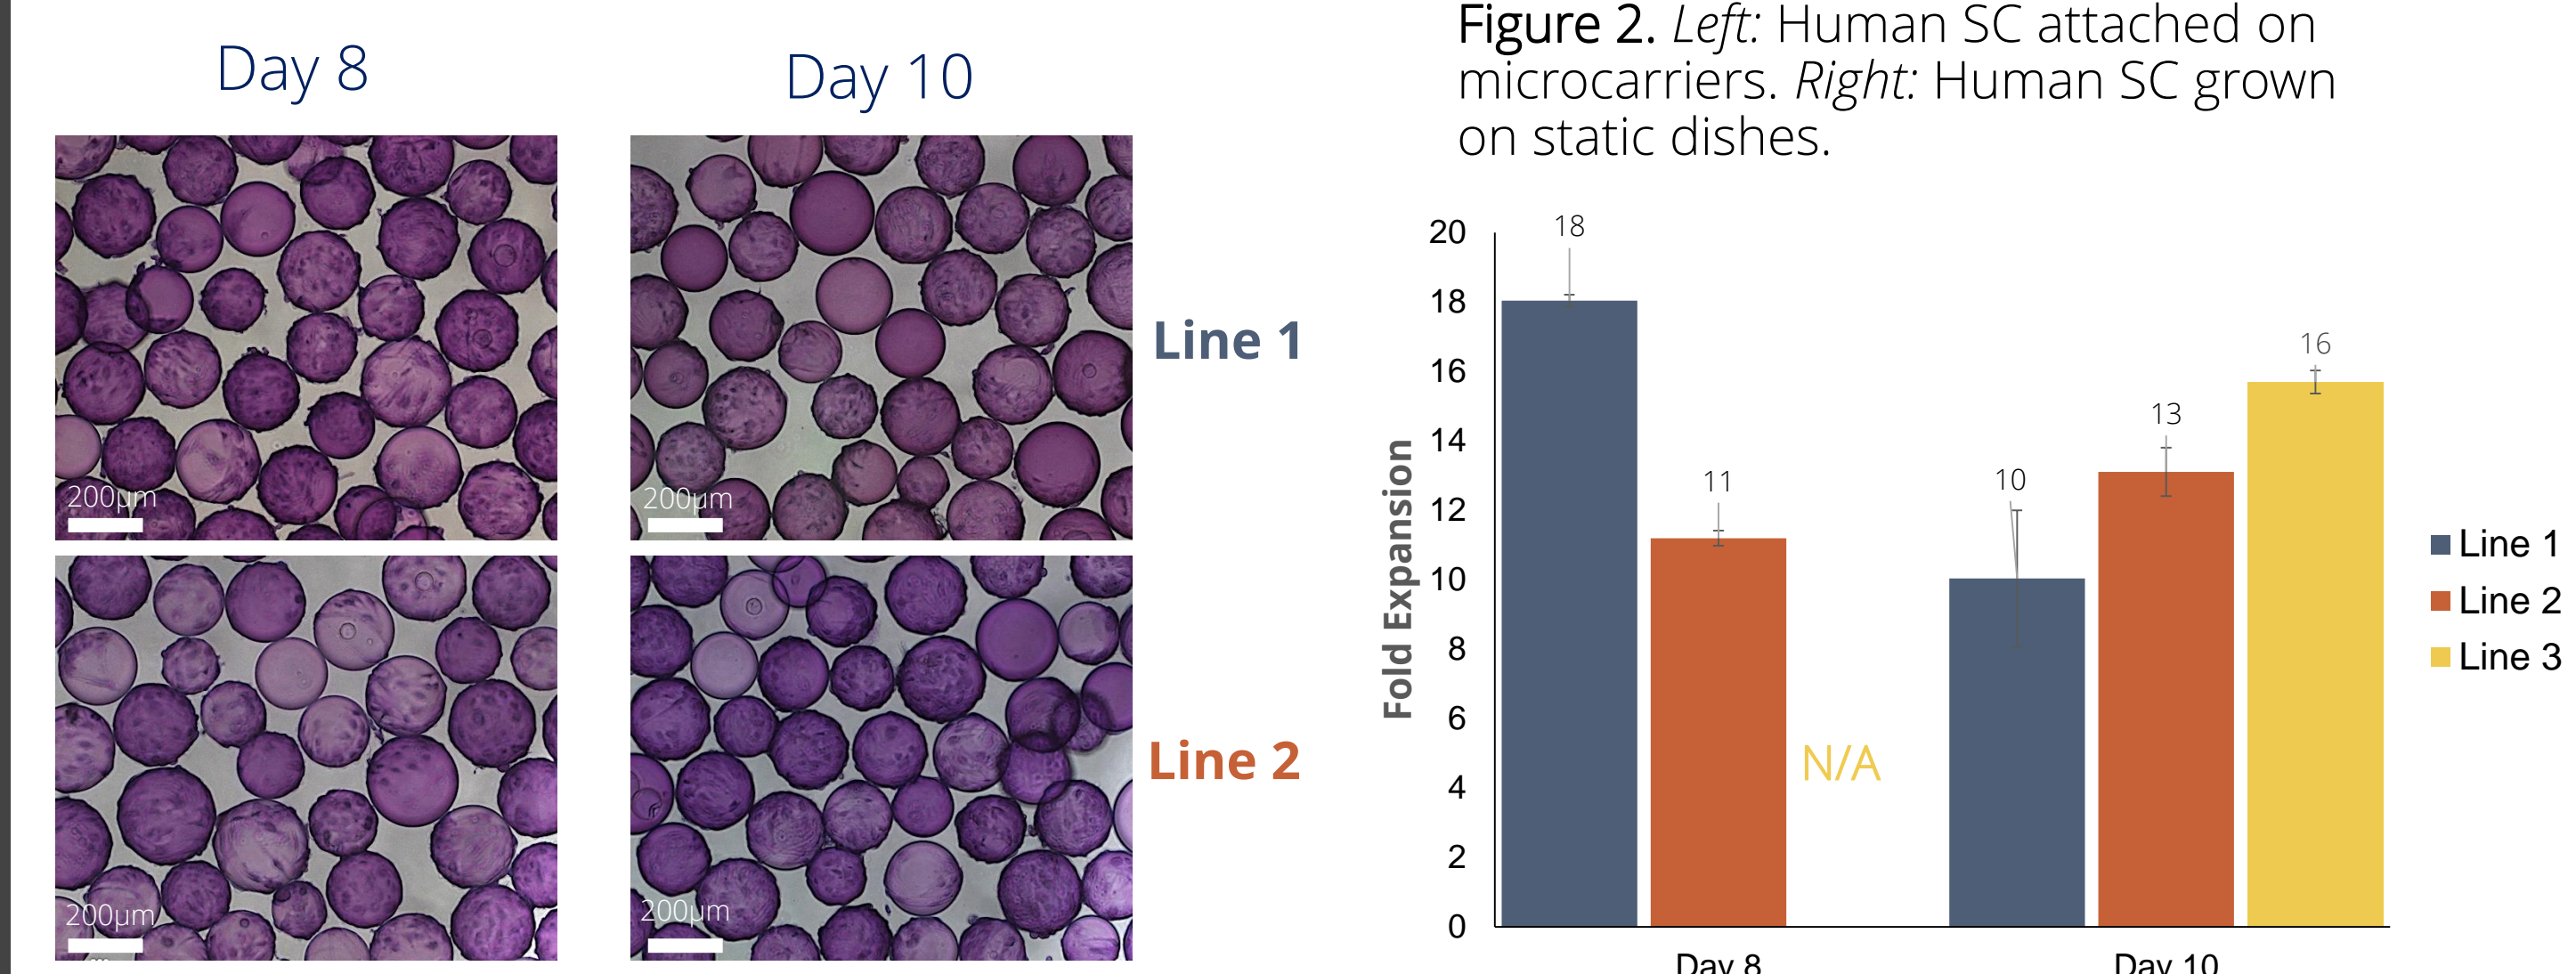 Day 8
Day 10
Figure 2. Left: Human SC attached on
microcarriers. Right: Human SC grown
on static dishes.
200µm
200µm
Line 1
200µm
200µm
Line 2
Fold Expansion
20
18
16
14
12
10
8
6
4
2
0
18
11
N/A
10
13
16
Day 8
Day 10
Line 1
Line 2
Line 3